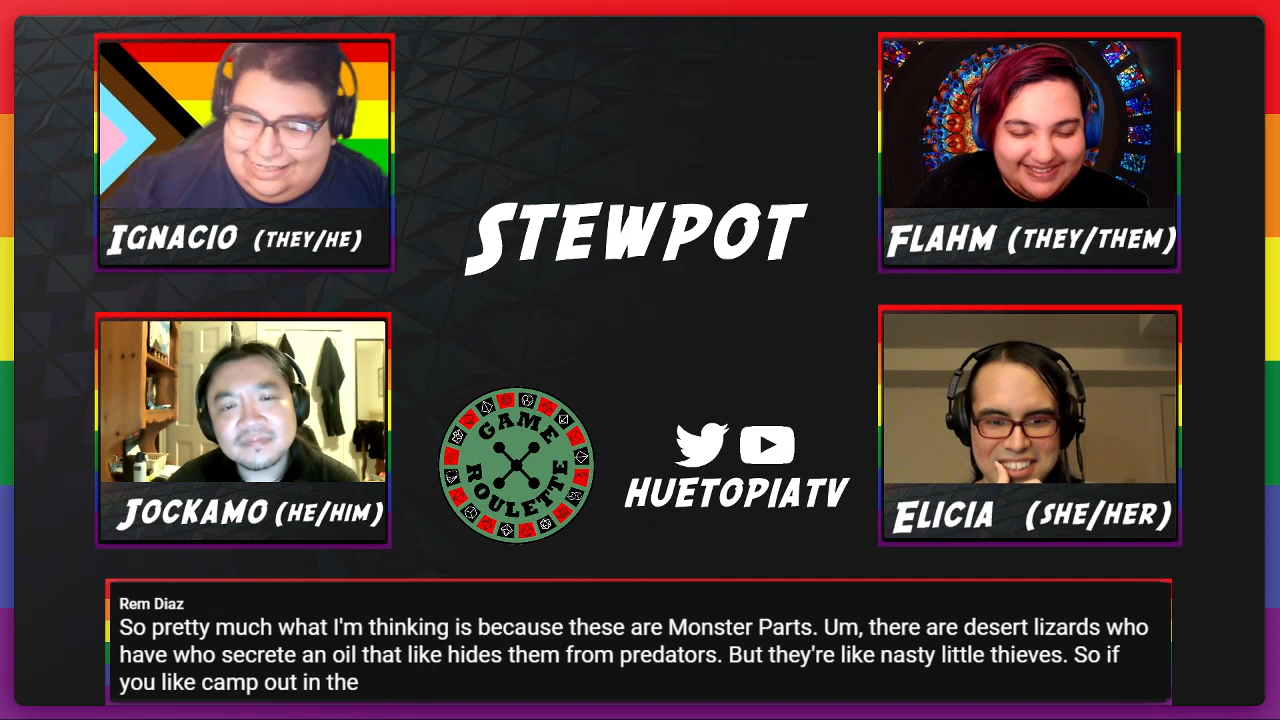 IGNACIO (THEY/HE)
FLAHM (THEY/THEM)
STEWPOT
JOCKAMO (HE/HIM)
GAME
ROULETTE
HUETOPIATV
ELICIA (SHE/HER)
Rem Diaz
So pretty much what I'm thinking is because these are Monster Parts. Um, there are desert lizards who
have who secrete an oil that like hides them from predators. But they're like nasty little thieves. So if
you like camp out in the